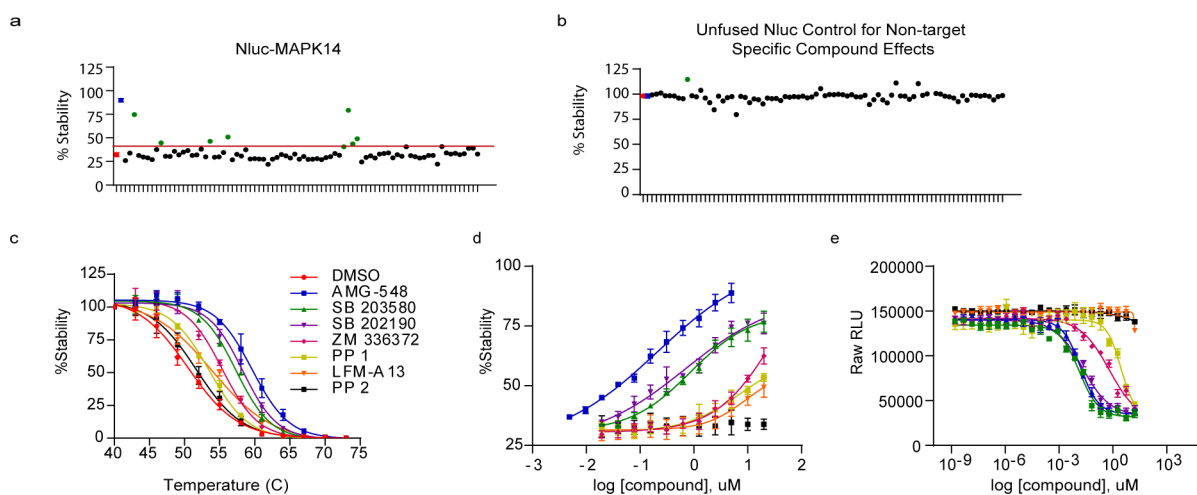 a
Nluc-MAPK14
% Stability
125
100
75
50
25
0
b
Unfused Nluc Control for Non-target
Specific Compound Effects
% Stability
125
100
75
50
25
0
c
%Stability
125
100
75
50
25
0
40 45 50 55 60 65 70 75
Temperature (C)
DMSO
AMG-548
SB 203580
SB 202190
ZM 336372
PP 1
LFM-A 13
PP 2
d
%Stability
100
75
50
25
-3 -2 -1 0 1 2
log [compound], uM
e
Raw RLU
200000
150000
100000
50000
0
10-9 10-6 10-3 100 103
log [compound], uM